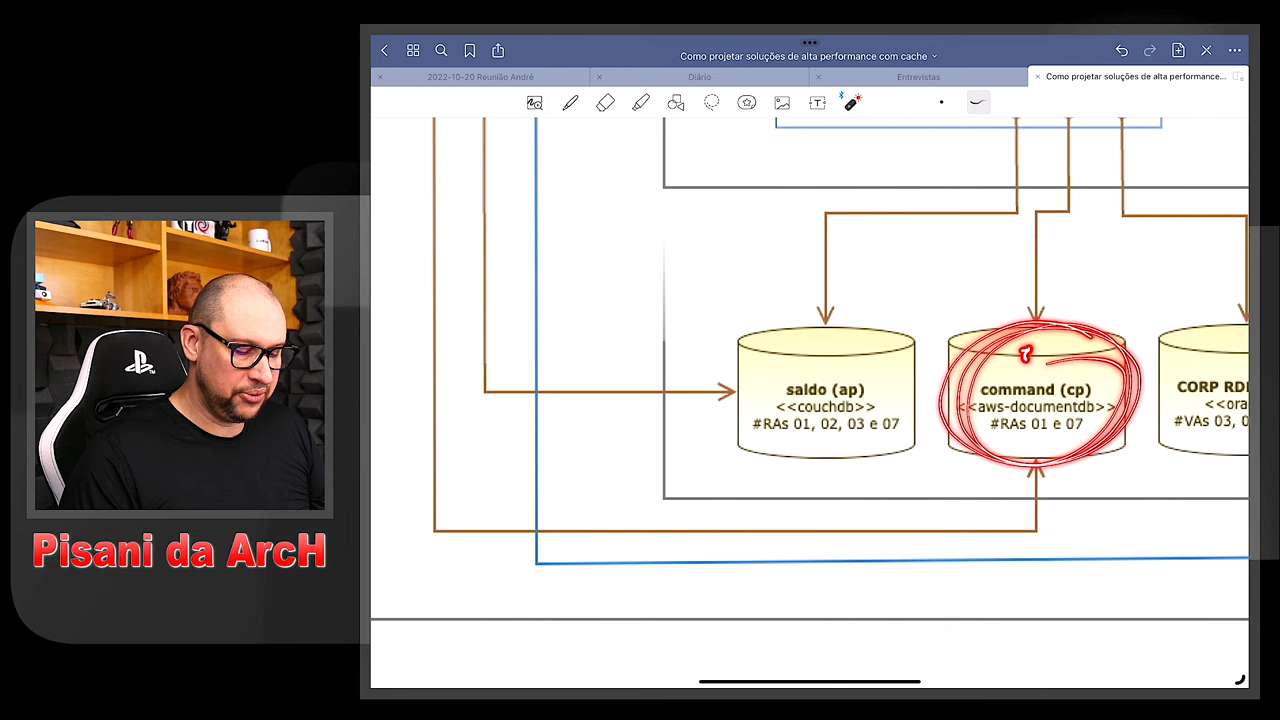 Como projetar soluções de alta performance com cache
2022-10-20 Reunião André
Diário
Entrevistas
Como projetar soluções de alta performance...
T
saldo (ap)
<<couchdb>>
#RAs 01, 02, 03 e 07
command (cp)
<<aws-documentdb>>
#RAs 01 e 07
CORP RD
<<ora
#VAs 03, 0
Pisani da ArcH